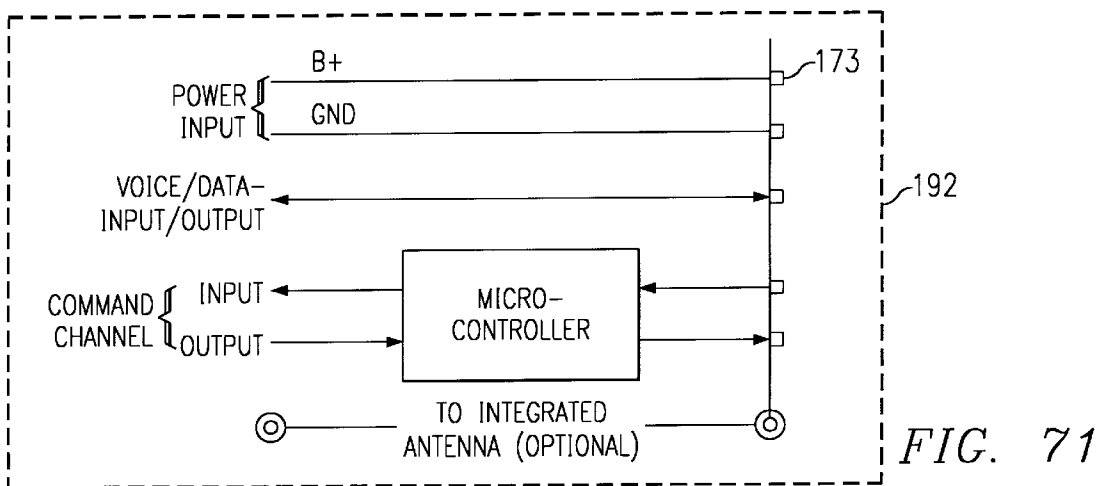 B+
173
POWER
INPUT
GND
VOICE/DATA-
INPUT/OUTPUT
192
COMMAND
CHANNEL
INPUT
OUTPUT
MICRO-
CONTROLLER
TO INTEGRATED
ANTENNA (OPTIONAL)
FIG. 71